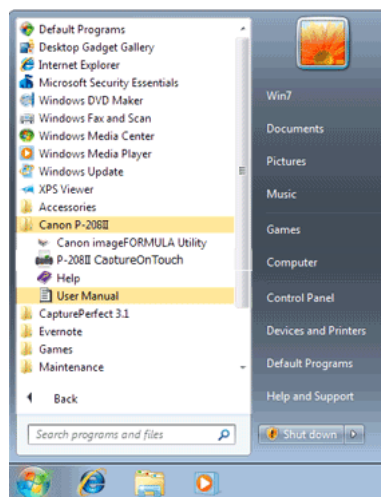 Default Programs
Desktop Gadget Gallery
Internet Explorer
Microsoft Security Essentials
Windows DVD Maker
Windows Fax and Scan
Windows Media Center
Windows Media Player
Windows Update
XPS Viewer
Accessories
Canon P-208II
Canon imageFORMULA Utility
P-208II CaptureOnTouch
Help
User Manual
CapturePerfect 3.1
Evernote
Games
Maintenance
Back
Search programs and files
Win7
Documents
Pictures
Music
Games
Computer
Control Panel
Devices and Printers
Default Programs
Help and Support
Shut down